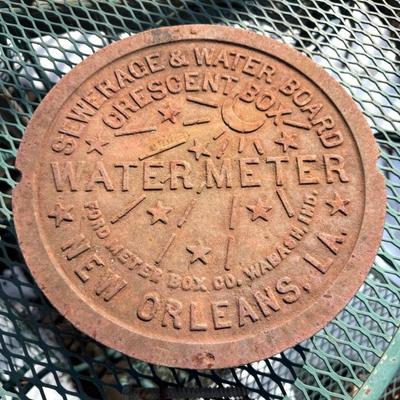 SEWERAGE & WATER BOARD
CRESCENT BOX
WATER METER
FORD METER BOX CO. WABASH, IND.
NEW ORLEANS, LA.